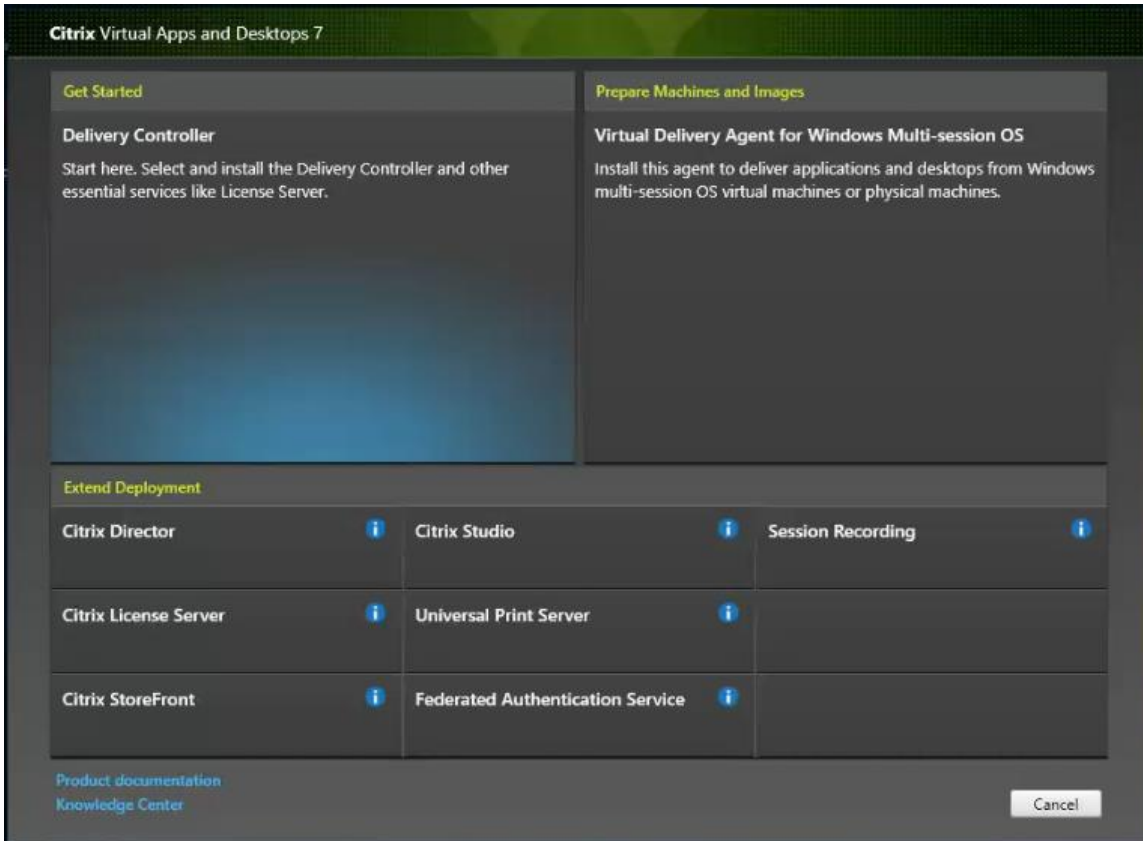 Citrix Virtual Apps and Desktops 7
Get Started
Delivery Controller
Start here. Select and install the Delivery Controller and other
essential services like License Server.
Prepare Machines and Images
Virtual Delivery Agent for Windows Multi-session OS
Install this agent to deliver applications and desktops from Windows
multi-session OS virtual machines or physical machines.
Extend Deployment
Citrix Director
Citrix Studio
Session Recording
Citrix License Server
Universal Print Server
Citrix StoreFront
Federated Authentication Service
Product documentation
Knowledge Center
Cancel